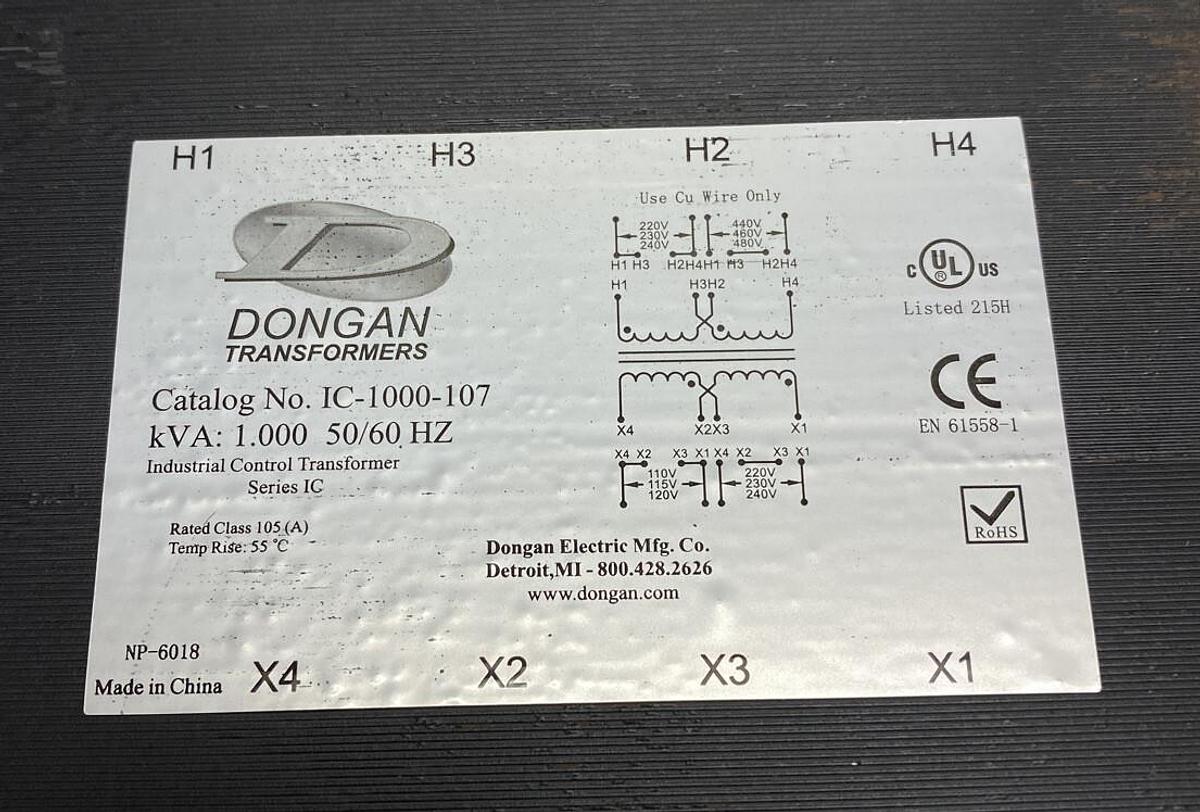 H1 H3 H2 H4
Use Cu Wire Only
220V
230V
240V
440V
460V
480V
H1 H3 H2H4H1 H3 H2H4
H1 H3H2 H4
DONGAN
TRANSFORMERS
Catalog No. IC-1000-107
kVA: 1.000 50/60 HZ
Industrial Control Transformer
Series IC
Rated Class 105 (A)
Temp Rise: 55 °C
X4 X2X3 X1
X4 X2 X3 X1 X4 X2 X3 X1
110V
115V
120V
220V
230V
240V
C UL US
®
Listed 215H
CE
EN 61558-1
RoHS
Dongan Electric Mfg. Co.
Detroit,MI - 800.428.2626
www.dongan.com
NP-6018
Made in China
X4 X2 X3 X1